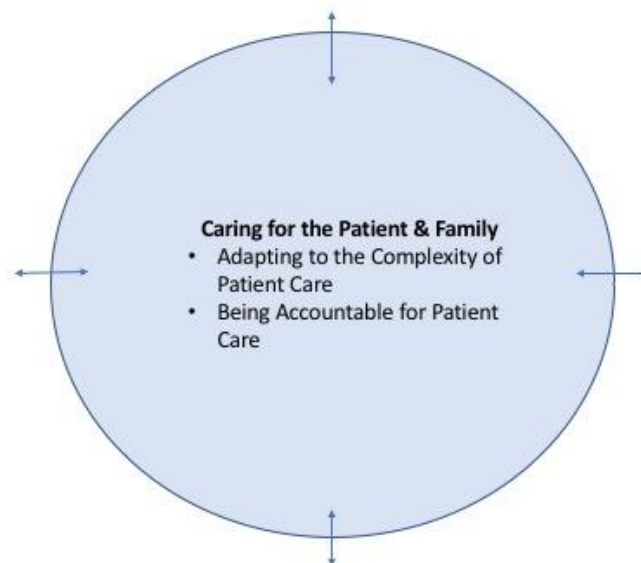 Caring for the Patient & Family
• Adapting to the Complexity of
Patient Care
• Being Accountable for Patient
Care